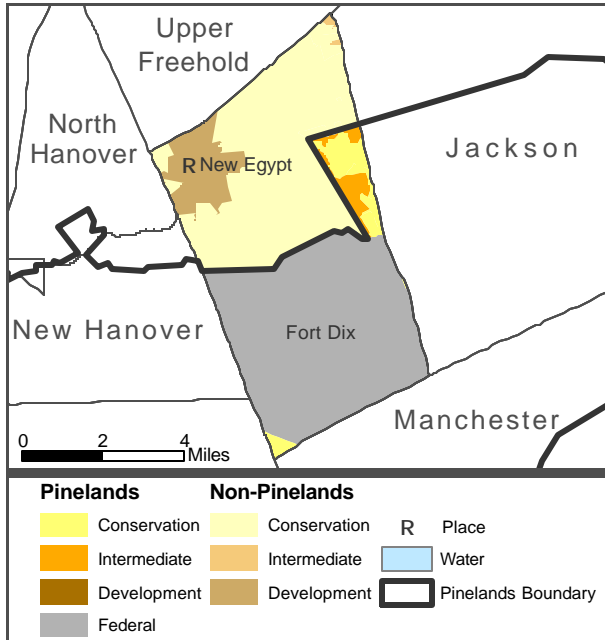 Upper
Freehold
North
Hanover
Jackson
R New Egypt
New Hanover
Fort Dix
Manchester
0 2 4
Miles
Pinelands Non-Pinelands
Conservation Conservation R Place
Intermediate Intermediate Water
Development Development Pinelands Boundary
Federal